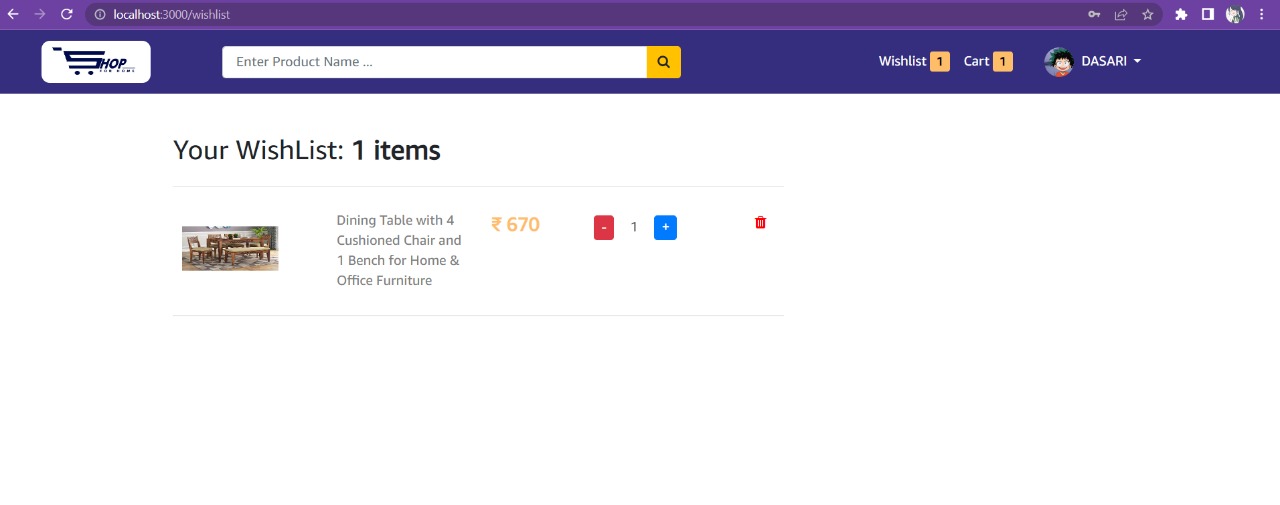 localhost:3000/wishlist
HOP
FOR HOME
Enter Product Name ...
Wishlist 1 Cart 1 DASARI
Your WishList: 1 items
Dining Table with 4
Cushioned Chair and
1 Bench for Home &
Office Furniture
₹ 670
- 1 +